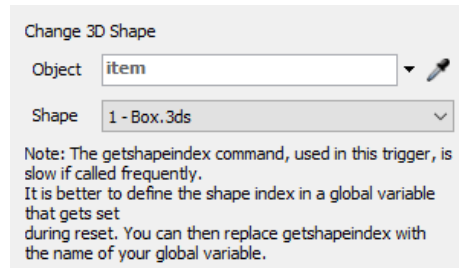 Change 3D Shape
Object item
Shape 1 - Box.3ds
Note: The getshapeindex command, used in this trigger, is
slow if called frequently.
It is better to define the shape index in a global variable
that gets set
during reset. You can then replace getshapeindex with
the name of your global variable.